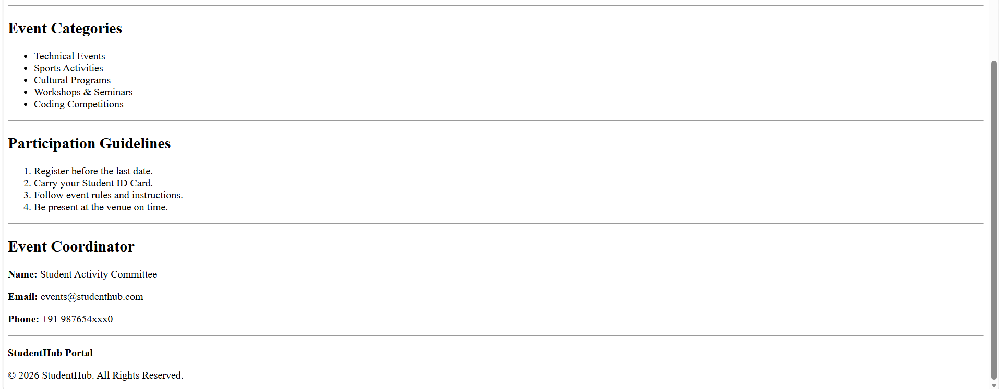 Event Categories
• Technical Events
• Sports Activities
• Cultural Programs
• Workshops & Seminars
• Coding Competitions
Participation Guidelines
1. Register before the last date.
2. Carry your Student ID Card.
3. Follow event rules and instructions.
4. Be present at the venue on time.
Event Coordinator
Name: Student Activity Committee
Email: events@studenthub.com
Phone: +91 987654xxx0
StudentHub Portal
© 2026 StudentHub. All Rights Reserved.